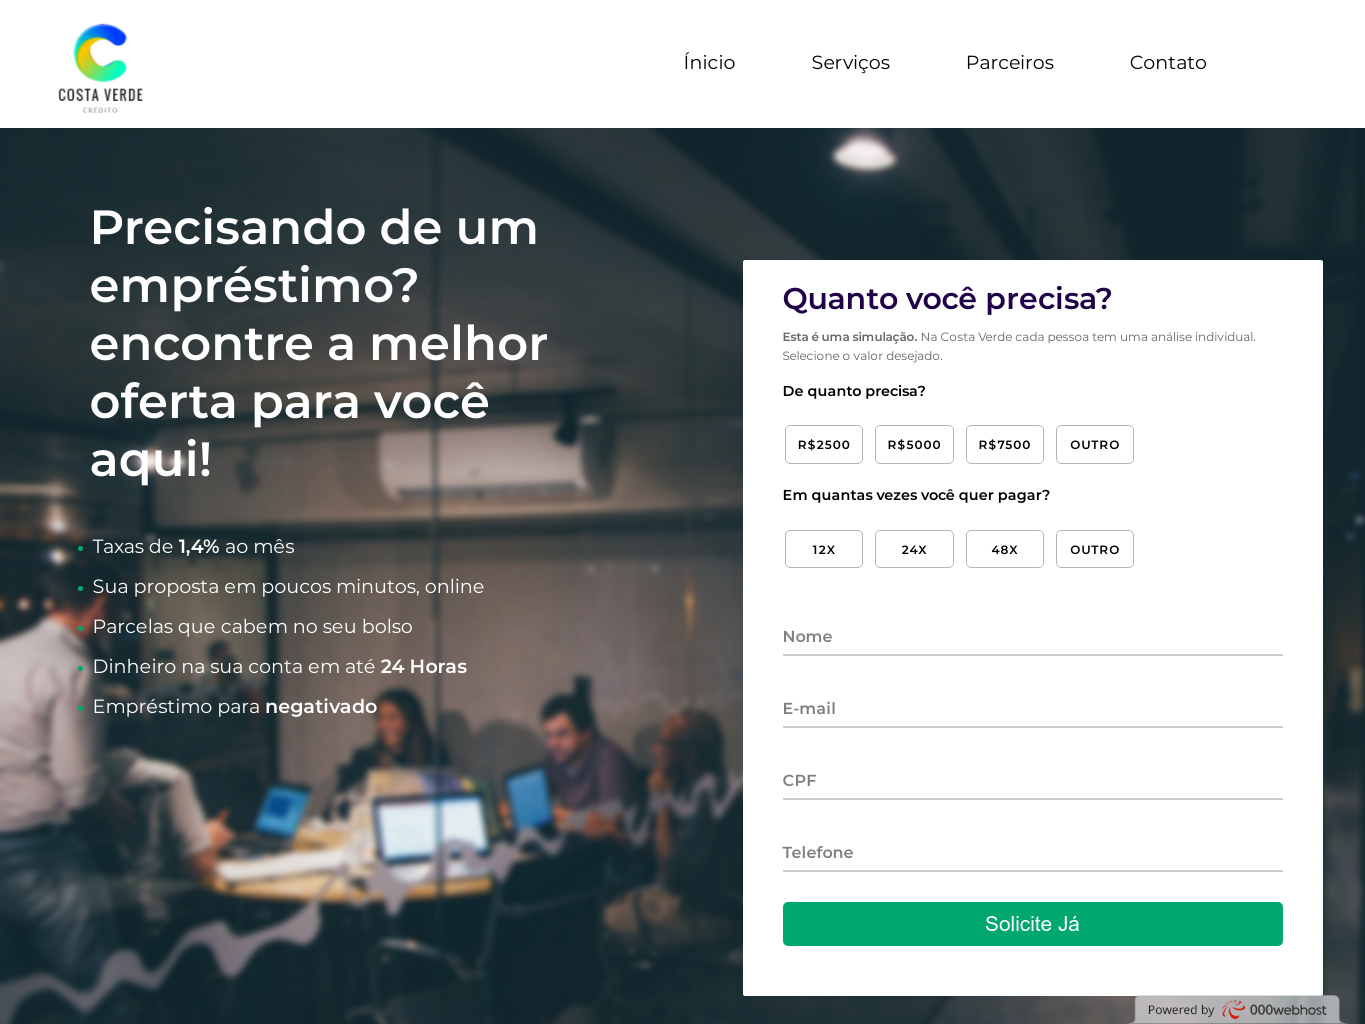 COSTA VERDE
CRÉDITO
Ínicio Serviços Parceiros Contato
Precisando de um
empréstimo?
encontre a melhor
oferta para você
aqui!
Taxas de 1,4% ao mês
Sua proposta em poucos minutos, online
Parcelas que cabem no seu bolso
Dinheiro na sua conta em até 24 Horas
Empréstimo para negativado
Quanto você precisa?
Esta é uma simulação. Na Costa Verde cada pessoa tem uma análise individual.
Selecione o valor desejado.
De quanto precisa?
R$2500 R$5000 R$7500 OUTRO
Em quantas vezes você quer pagar?
12X 24X 48X OUTRO
Nome
E-mail
CPF
Telefone
Solicite Já
Powered by 000webhost